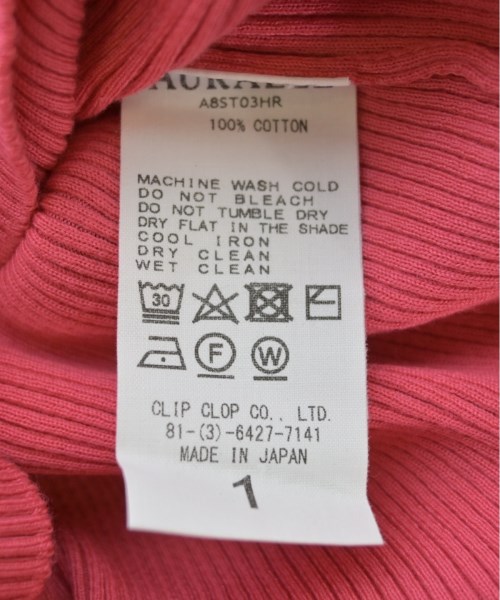 A8ST03HR
100% COTTON
MACHINE WASH COLD
DO NOT BLEACH
DO NOT TUMBLE DRY
DRY FLAT IN THE SHADE
COOL IRON
DRY CLEAN
WET CLEAN
30
F W
CLIP CLOP CO., LTD.
81-(3)-6427-7141
MADE IN JAPAN
1